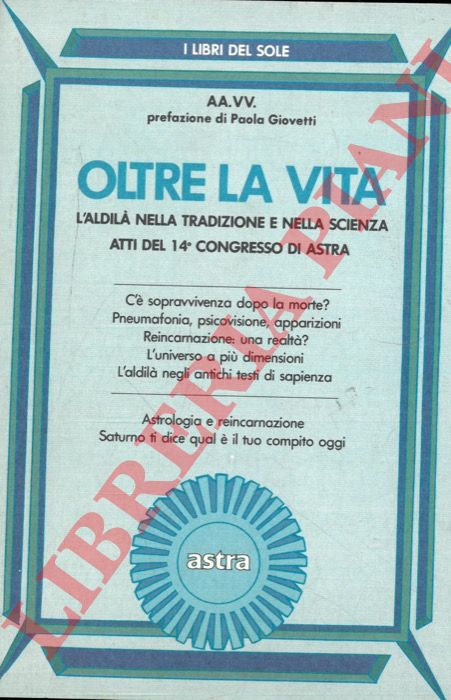 I LIBRI DEL SOLE
AA.VV.
prefazione di Paola Giovetti
OLTRE LA VITA
L'ALDILÀ NELLA TRADIZIONE E NELLA SCIENZA
ATTI DEL 14º CONGRESSO DI ASTRA
C'è sopravvivenza dopo la morte?
Pneumafonia, psicovisione, apparizioni
Reincarnazione: una realtà?
L'universo a più dimensioni
L'aldilà negli antichi testi di sapienza
Astrologia e reincarnazione
Saturno ti dice qual è il tuo compito oggi
astra
LIBRERIA PIANI